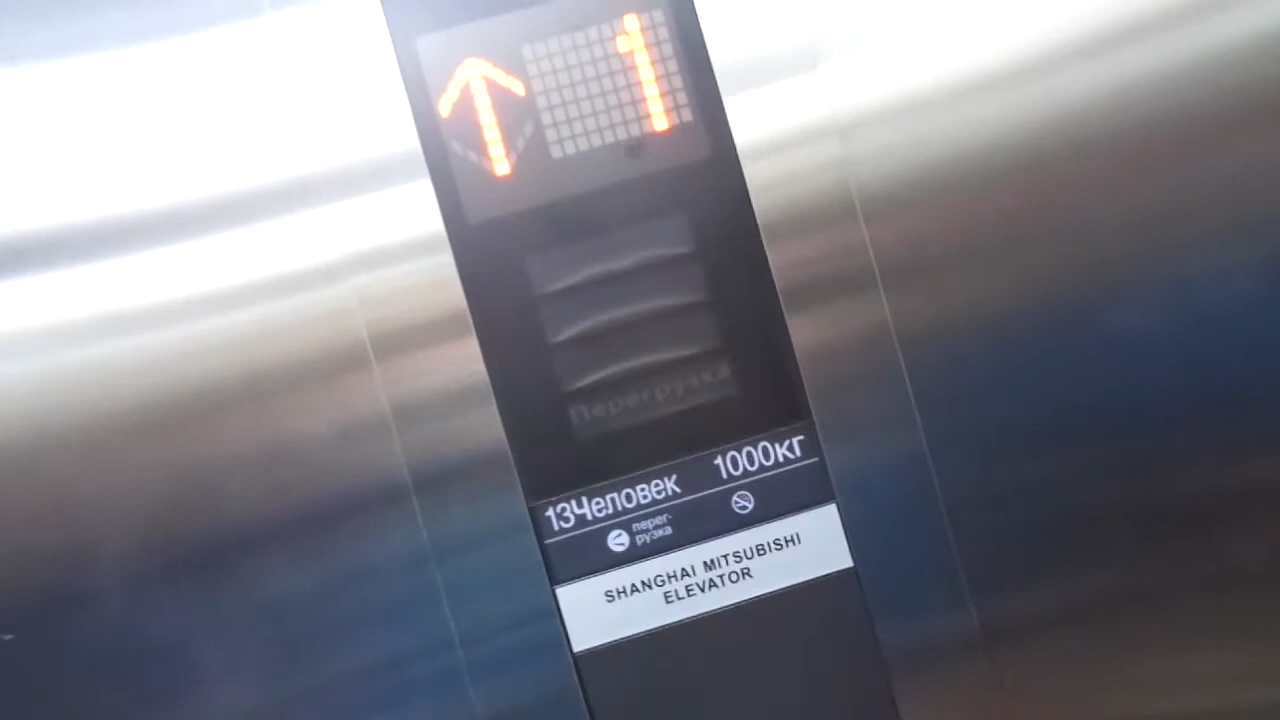 1
Перегрузка
13Человек 1000кг
перег-
рузка
SHANGHAI MITSUBISHI
ELEVATOR